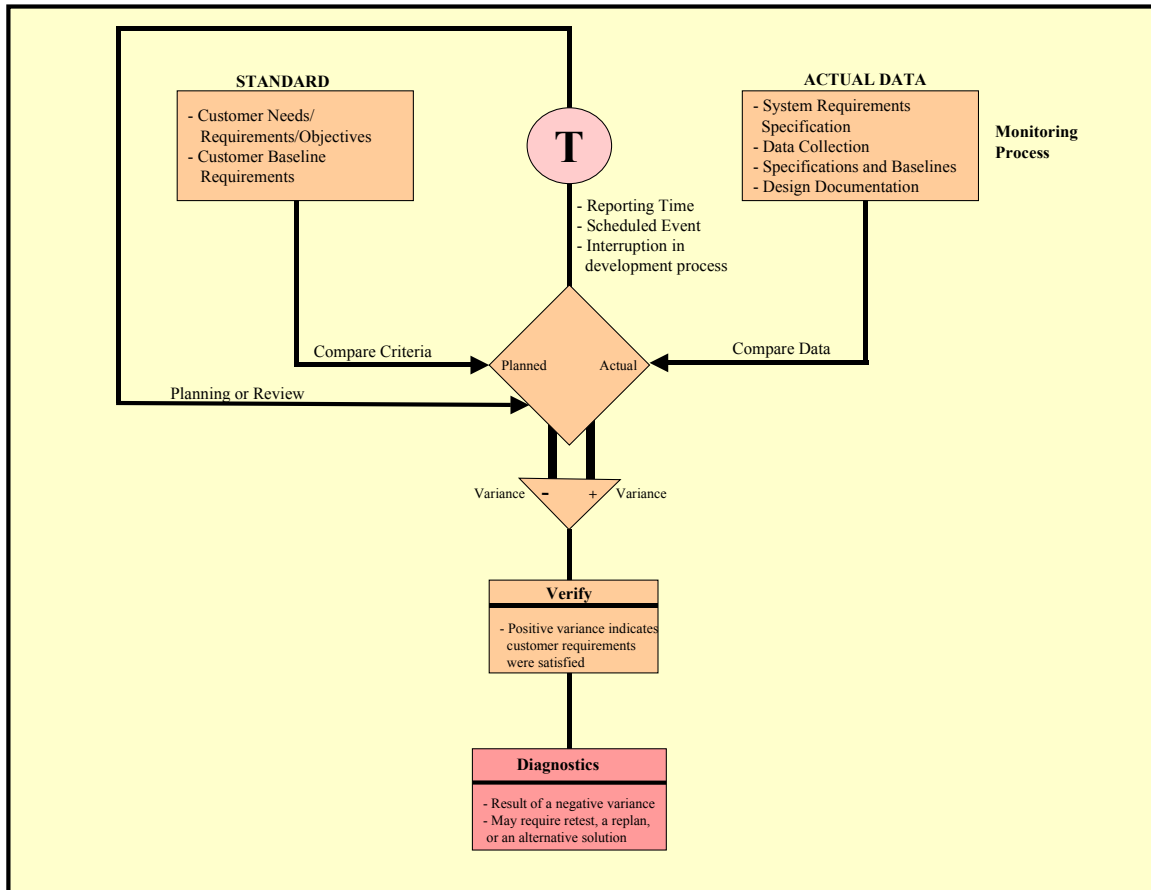 STANDARD
- Customer Needs/
Requirements/Objectives
- Customer Baseline
Requirements
T
- Reporting Time
- Scheduled Event
- Interruption in
development process
ACTUAL DATA
- System Requirements
Specification
- Data Collection
- Specifications and Baselines
- Design Documentation
Monitoring
Process
Compare Criteria
Planned
Actual
Compare Data
Planning or Review
Variance
-
+
Variance
Verify
- Positive variance indicates
customer requirements
were satisfied
Diagnostics
- Result of a negative variance
- May require retest, a replan,
or an alternative solution